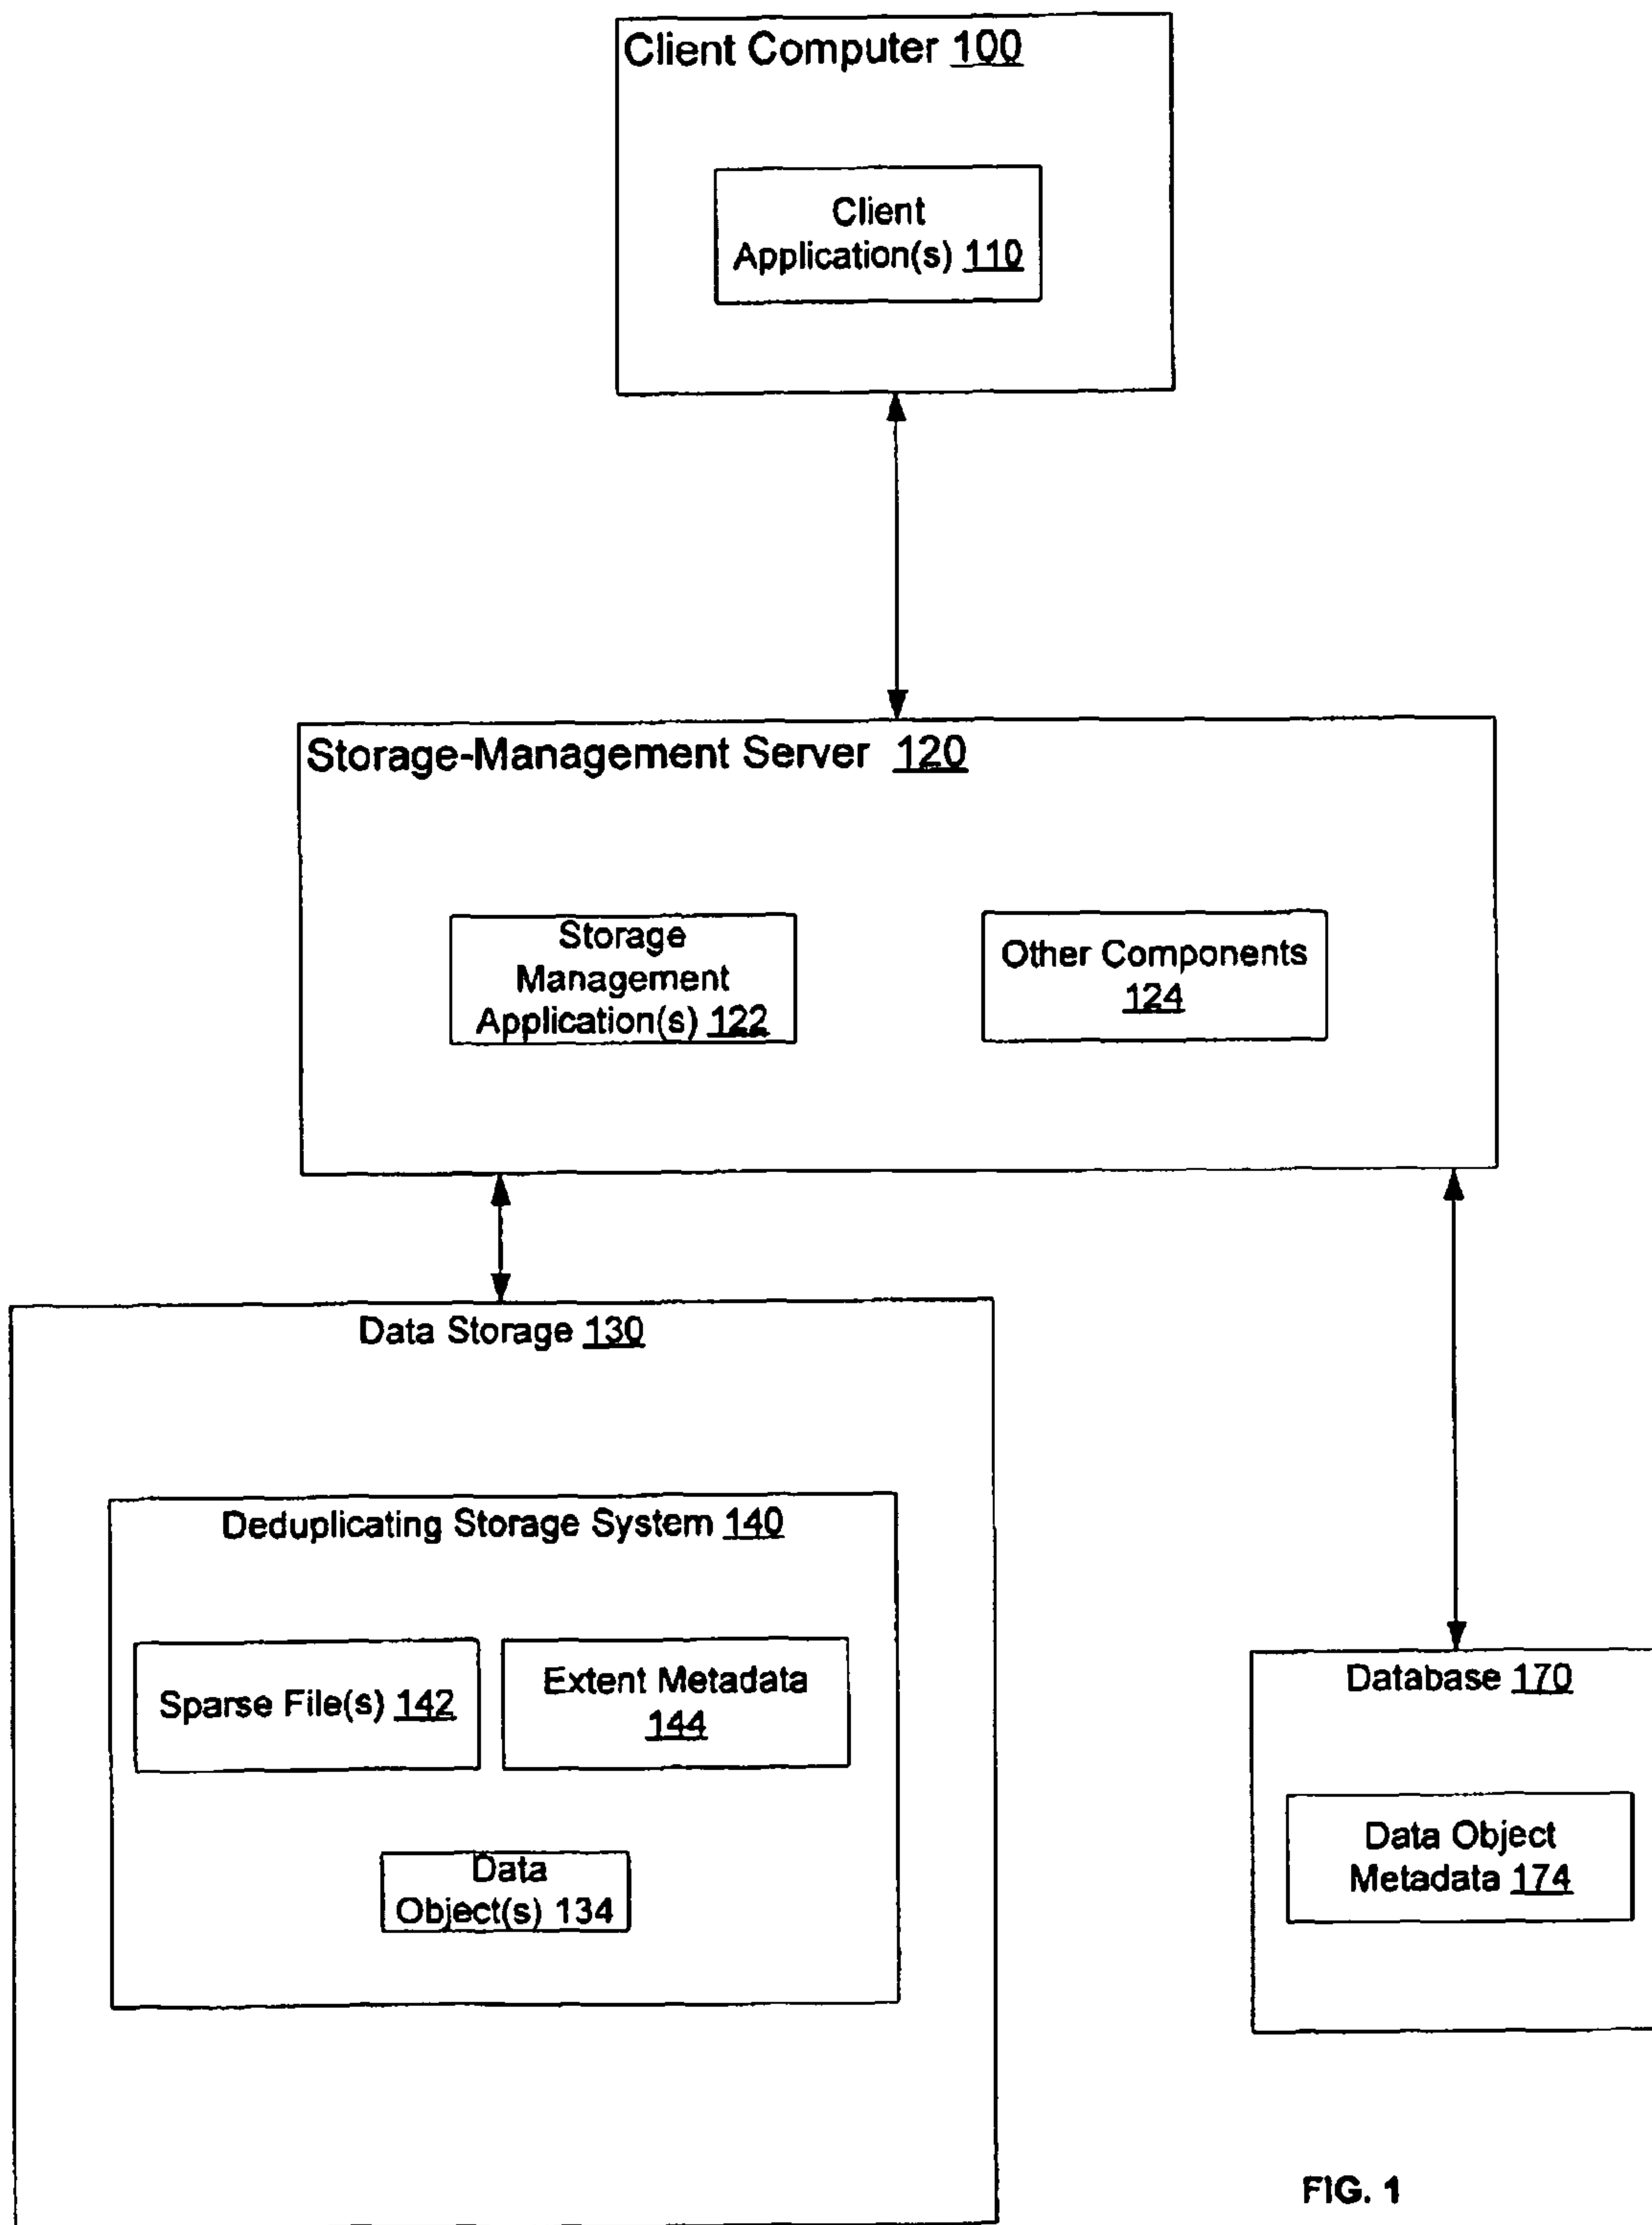 Client Computer 100
Client
Application(s) 110
Storage-Management Server 120
Storage
Management
Application(s) 122
Other Components
124
Data Storage 130
Deduplicating Storage System 140
Sparse File(s) 142
Extent Metadata
144
Data
Object(s) 134
Database 170
Data Object
Metadata 174
FIG. 1